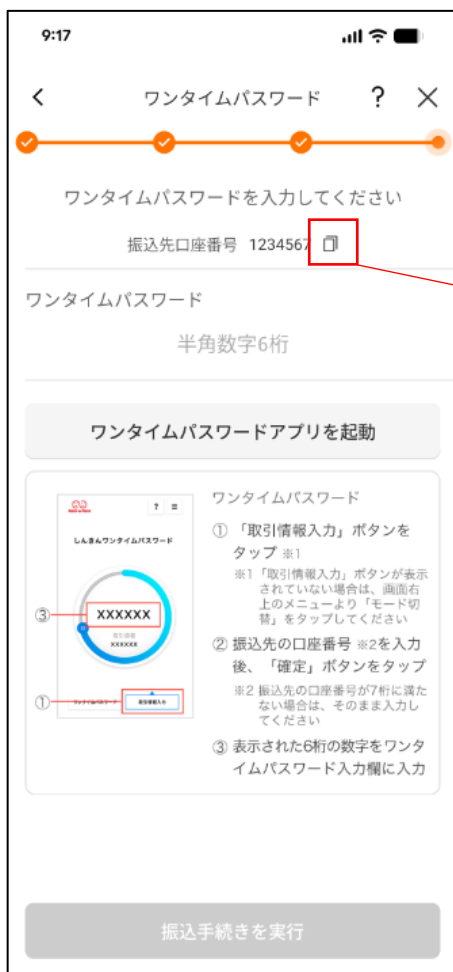 9:17
ワンタイムパスワード ?
ワンタイムパスワードを入力してください
振込先口座番号 1234567
ワンタイムパスワード
半角数字6桁
ワンタイムパスワードアプリを起動
?
しんきんワンタイムパスワード
③
XXXXXX
XXXXXX
①
ワンタイムパスワード
取引情報入力
ワンタイムパスワード
① 「取引情報入力」ボタンを
タップ ※1
※1 「取引情報入力」ボタンが表示
されていない場合は、画面右
上のメニューより「モード切
替」をタップしてください
② 振込先の口座番号 ※2を入力
後、「確定」ボタンをタップ
※2 振込先の口座番号が7桁に満た
ない場合は、そのまま入力し
てください
③ 表示された6桁の数字をワンタ
イムパスワード入力欄に入力
振込手続きを実行